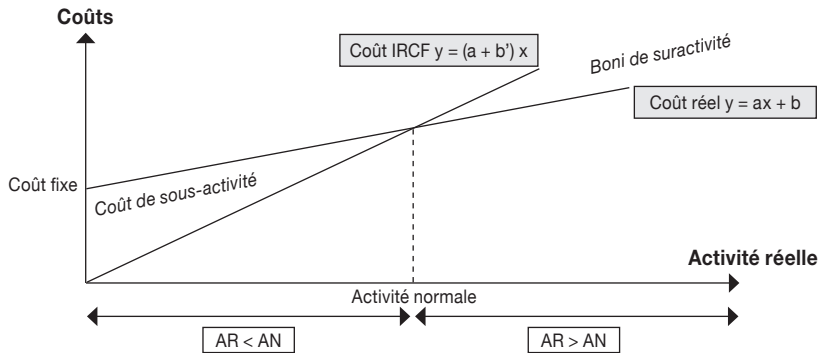 Coûts
Coût IRCF y = (a + b') x
Boni de suractivité
Coût réel y = ax + b
Coût fixe
Coût de sous-activité
Activité réelle
Activité normale
AR < AN
AR > AN